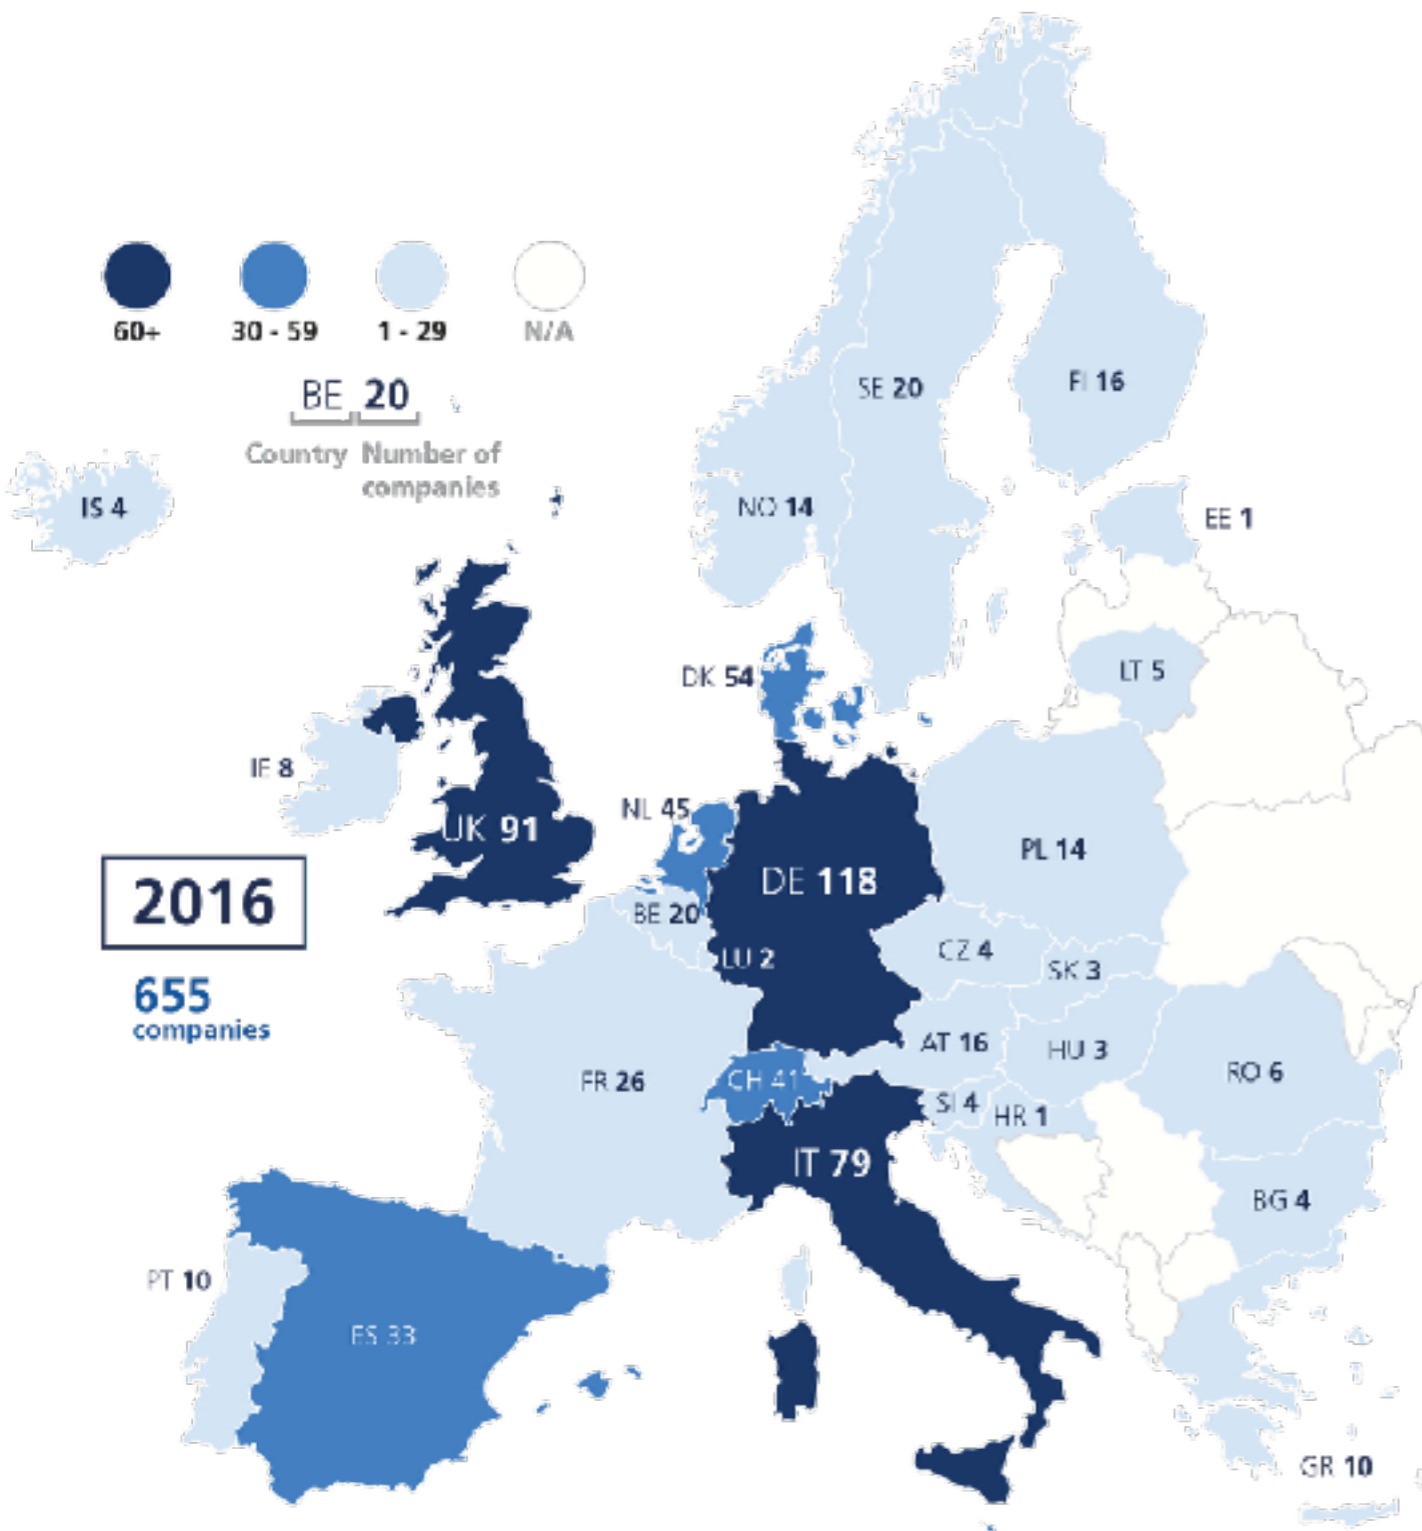 60+ 30 - 59 1 - 29 N/A
BE 20
Country Number of
companies
SE 20
FI 16
IS 4
NO 14
EE 1
LT 5
DK 54
IE 8
NL 45
UK 91
PL 14
DE 118
2016
BE 20
CZ 4
LU 2
SK 3
655
companies
AT 16
HU 3
RO 6
FR 26
CH 41
SI 4
HR 1
IT 79
BG 4
PT 10
ES 33
GR 10